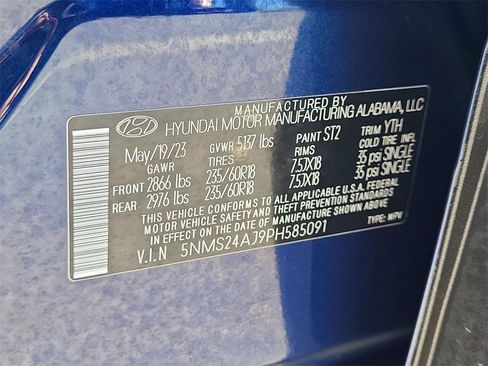 MANUFACTURED BY
HYUNDAI MOTOR MANUFACTURING ALABAMA, LLC
May/19/23 GVWR 5137 lbs PAINT ST2 TRIM YTH
GAWR TIRES RIMS COLD TIRE INFL.
FRONT 2866 lbs 235/60R18 7.5JX18 35 psi SINGLE
REAR 2976 lbs 235/60R18 7.5JX18 35 psi SINGLE
THIS VEHICLE CONFORMS TO ALL APPLICABLE U.S.A. FEDERAL
MOTOR VEHICLE SAFETY AND THEFT PREVENTION STANDARDS
IN EFFECT ON THE DATE OF MANUFACTURE SHOWN ABOVE.
V.I.N 5NMS24AJ9PH585091 TYPE: MPV